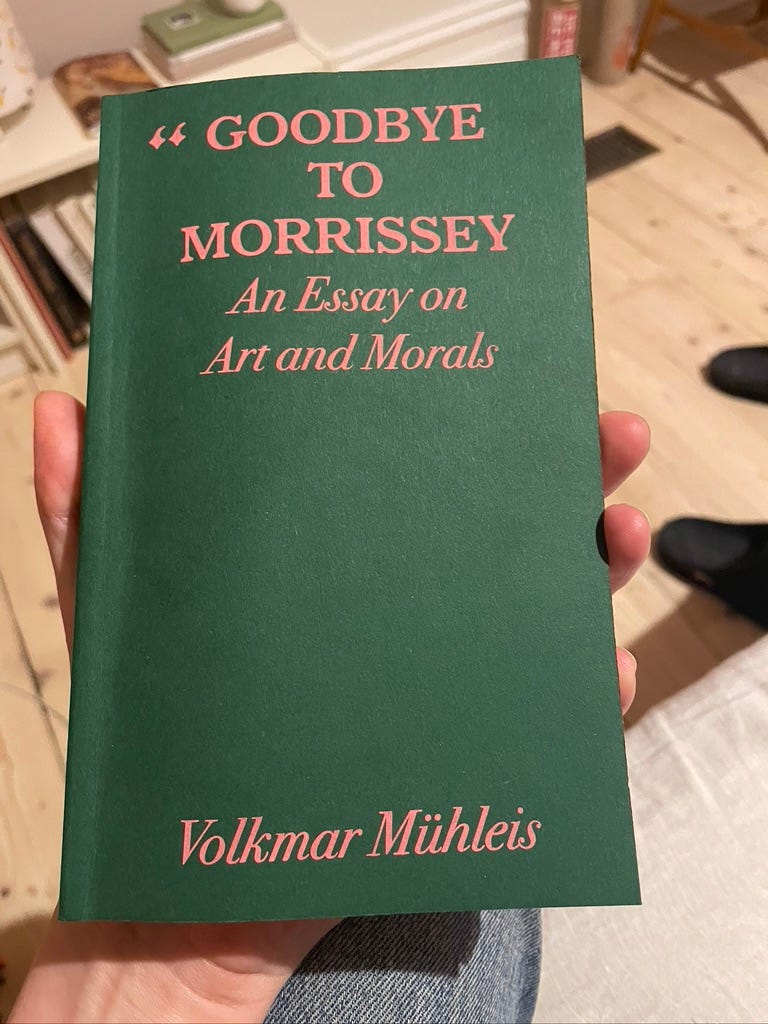 “ GOODBYE
TO
MORRISSEY
An Essay on
Art and Morals
Volkmar Mühleis